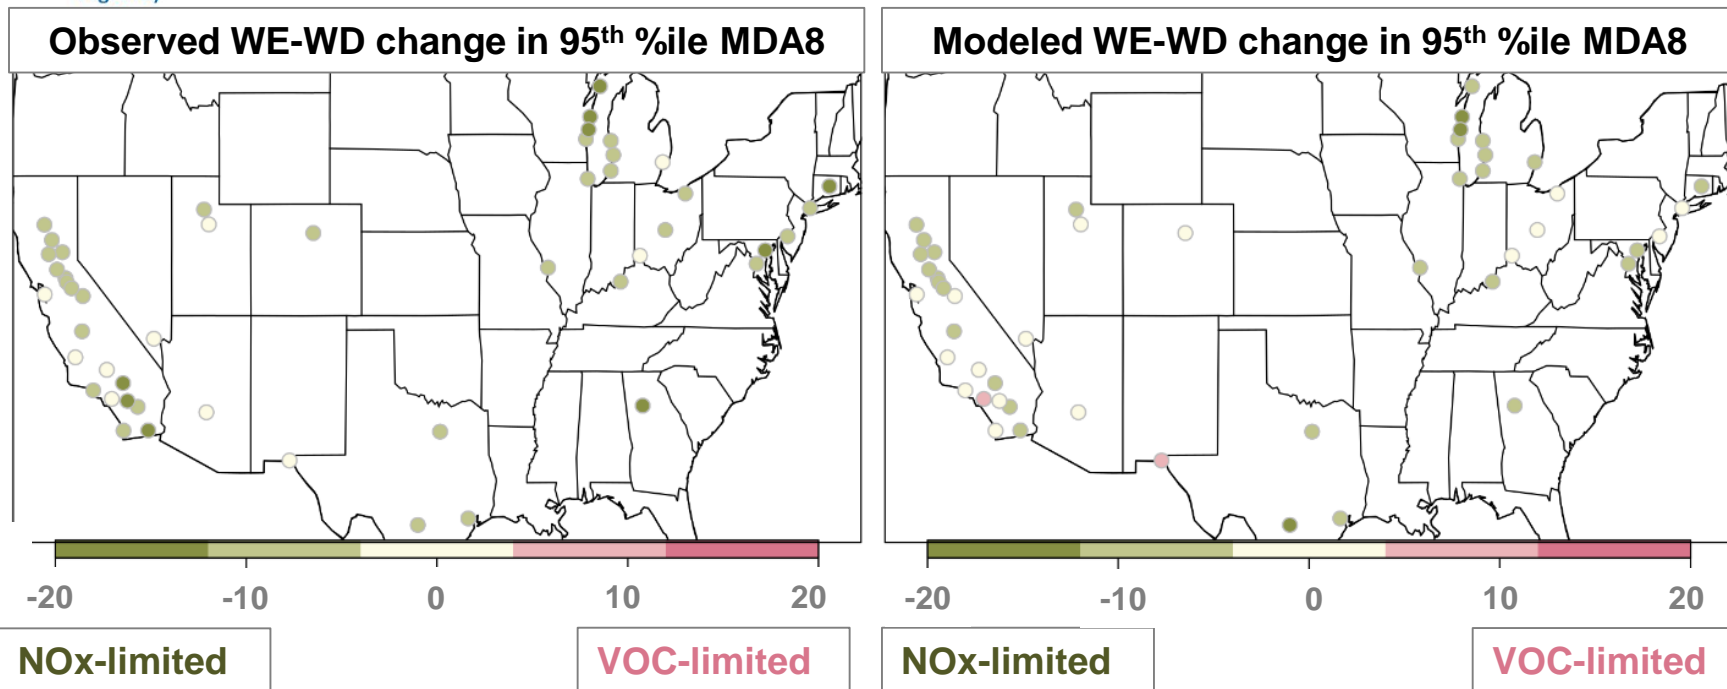 Observed WE-WD change in 95th %ile MDA8
Modeled WE-WD change in 95th %ile MDA8
-20 -10 0 10 20
-20 -10 0 10 20
NOx-limited
VOC-limited
NOx-limited
VOC-limited